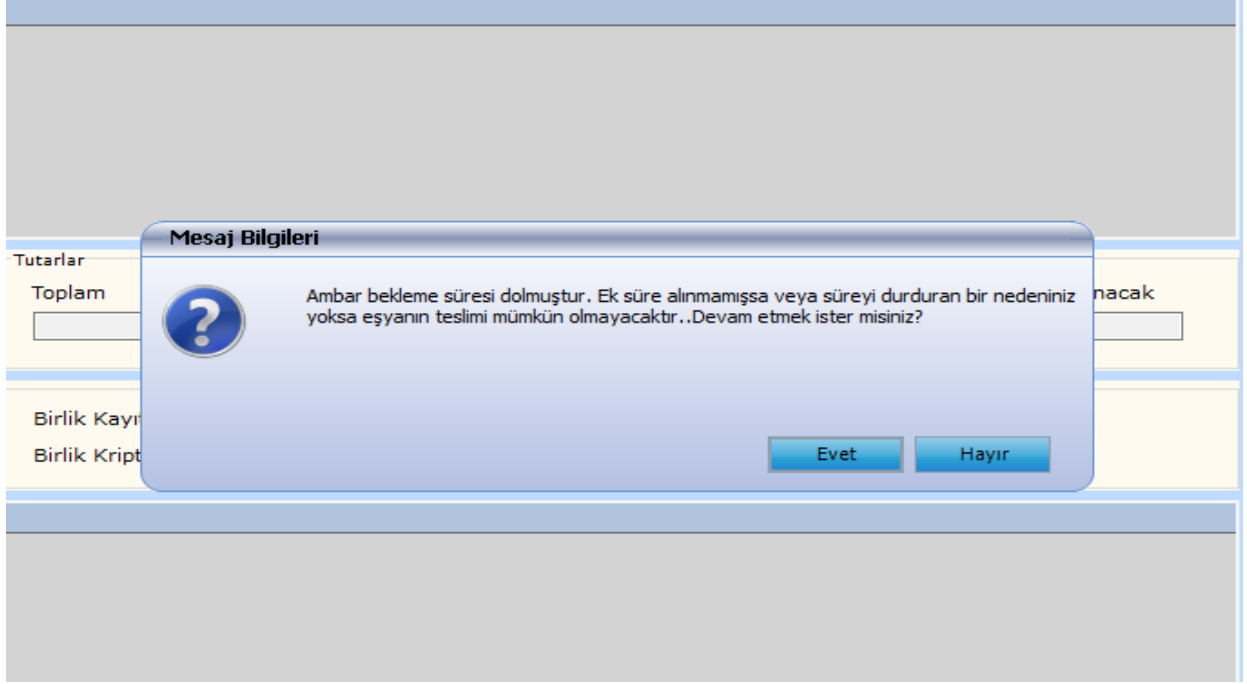 Mesaj Bilgileri
Ambar bekleme süresi dolmuştur. Ek süre alınmamışsa veya süreyi durduran bir nedeniniz
yoksa eşyanın teslimi mümkün olmayacaktır..Devam etmek ister misiniz?
Evet Hayır
Tutarlar
Toplam
nacak
Birlik Kayı
Birlik Kript